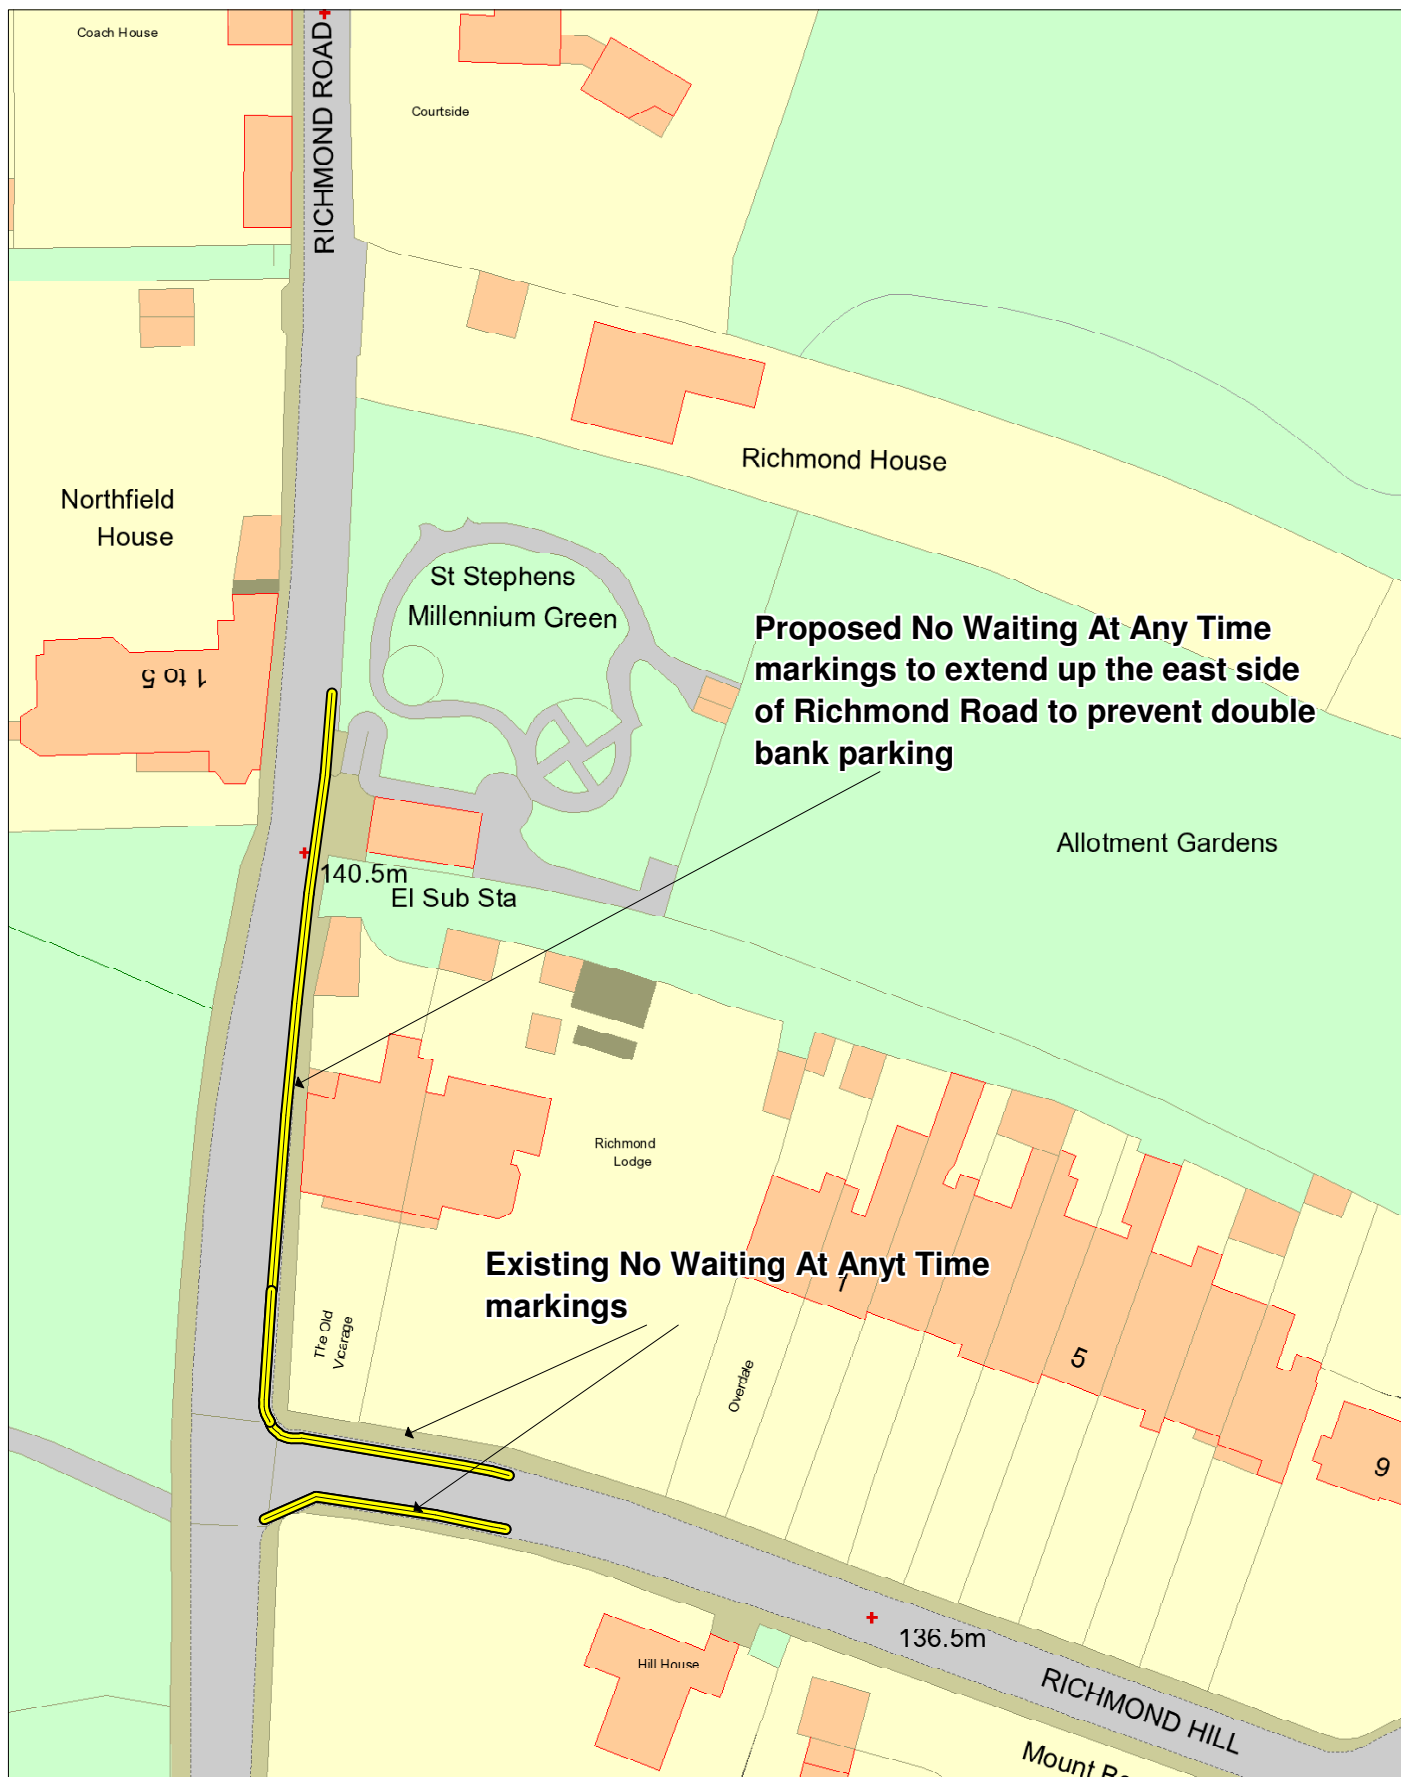 Coach House
RICHMOND ROAD
Courtside
Richmond House
Northfield
House
St Stephens
Millennium Green
1 to 5
Proposed No Waiting At Any Time
markings to extend up the east side
of Richmond Road to prevent double
bank parking
Allotment Gardens
140.5m
El Sub Sta
Richmond
Lodge
Existing No Waiting At Anyt Time
markings
1
The Old
Vicarage
Overdale
5
9
136.5m
Hill House
RICHMOND HILL
Mount